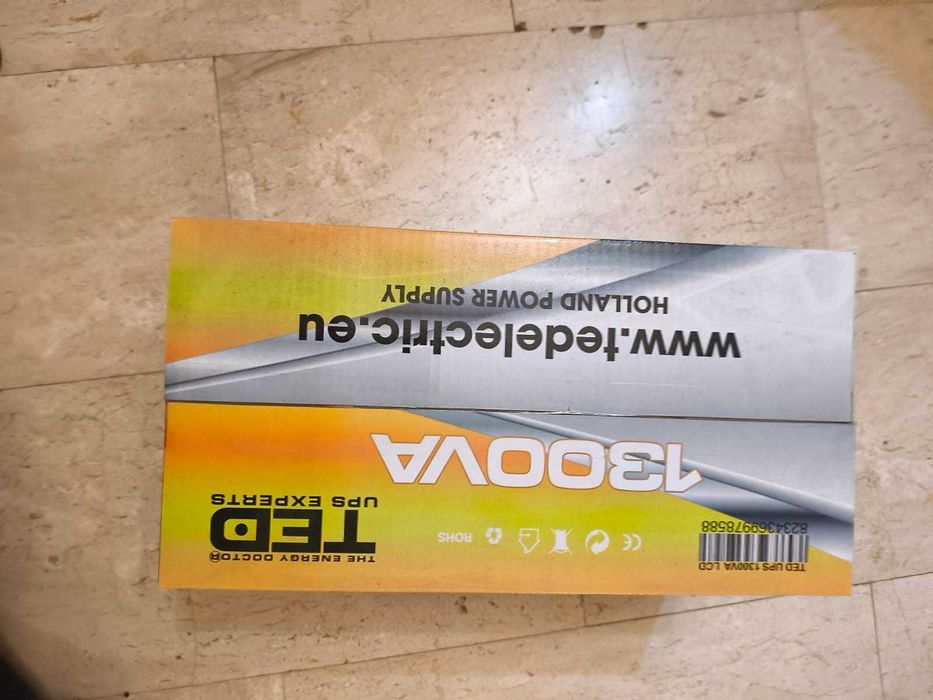 TED UPS 1300VA LCD
8234369978588
CE ROHS
THE ENERGY DOCTOR®
TED
UPS EXPERTS
1300VA
www.tedelectric.eu
HOLLAND POWER SUPPLY